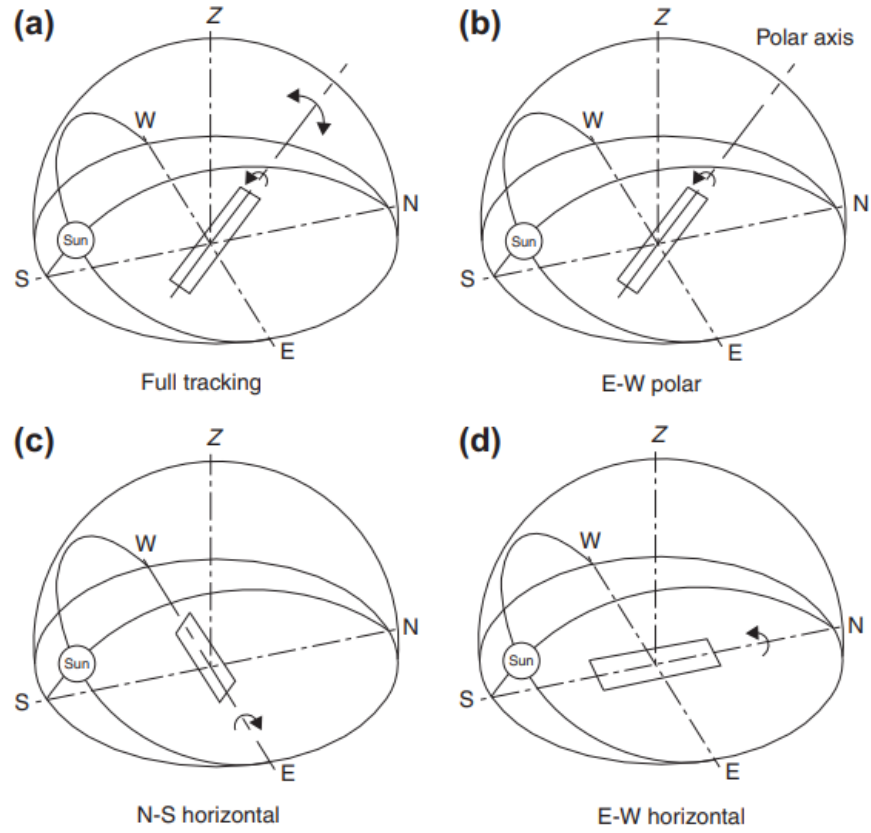 (a)
Z
W
N
Sun
S
E
Full tracking
(b)
Polar axis
Z
W
N
Sun
S
E
E-W polar
(c)
Z
W
N
Sun
S
E
N-S horizontal
(d)
Z
W
N
Sun
S
E
E-W horizontal